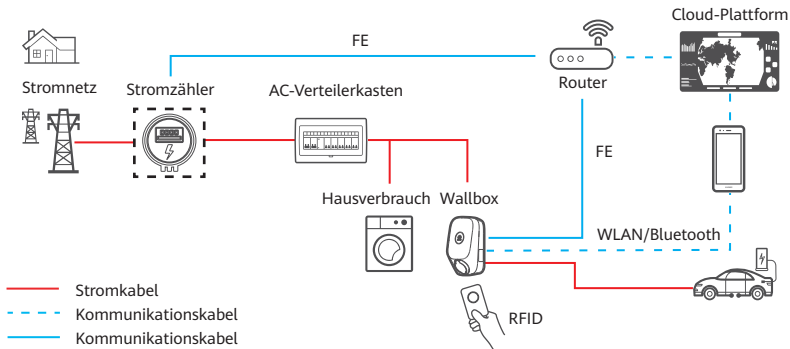 Cloud-Plattform
FE
Stromnetz
Stromzähler
Router
AC-Verteilerkasten
FE
Hausverbrauch
Wallbox
WLAN/Bluetooth
Stromkabel
Kommunikationskabel
RFID
Kommunikationskabel